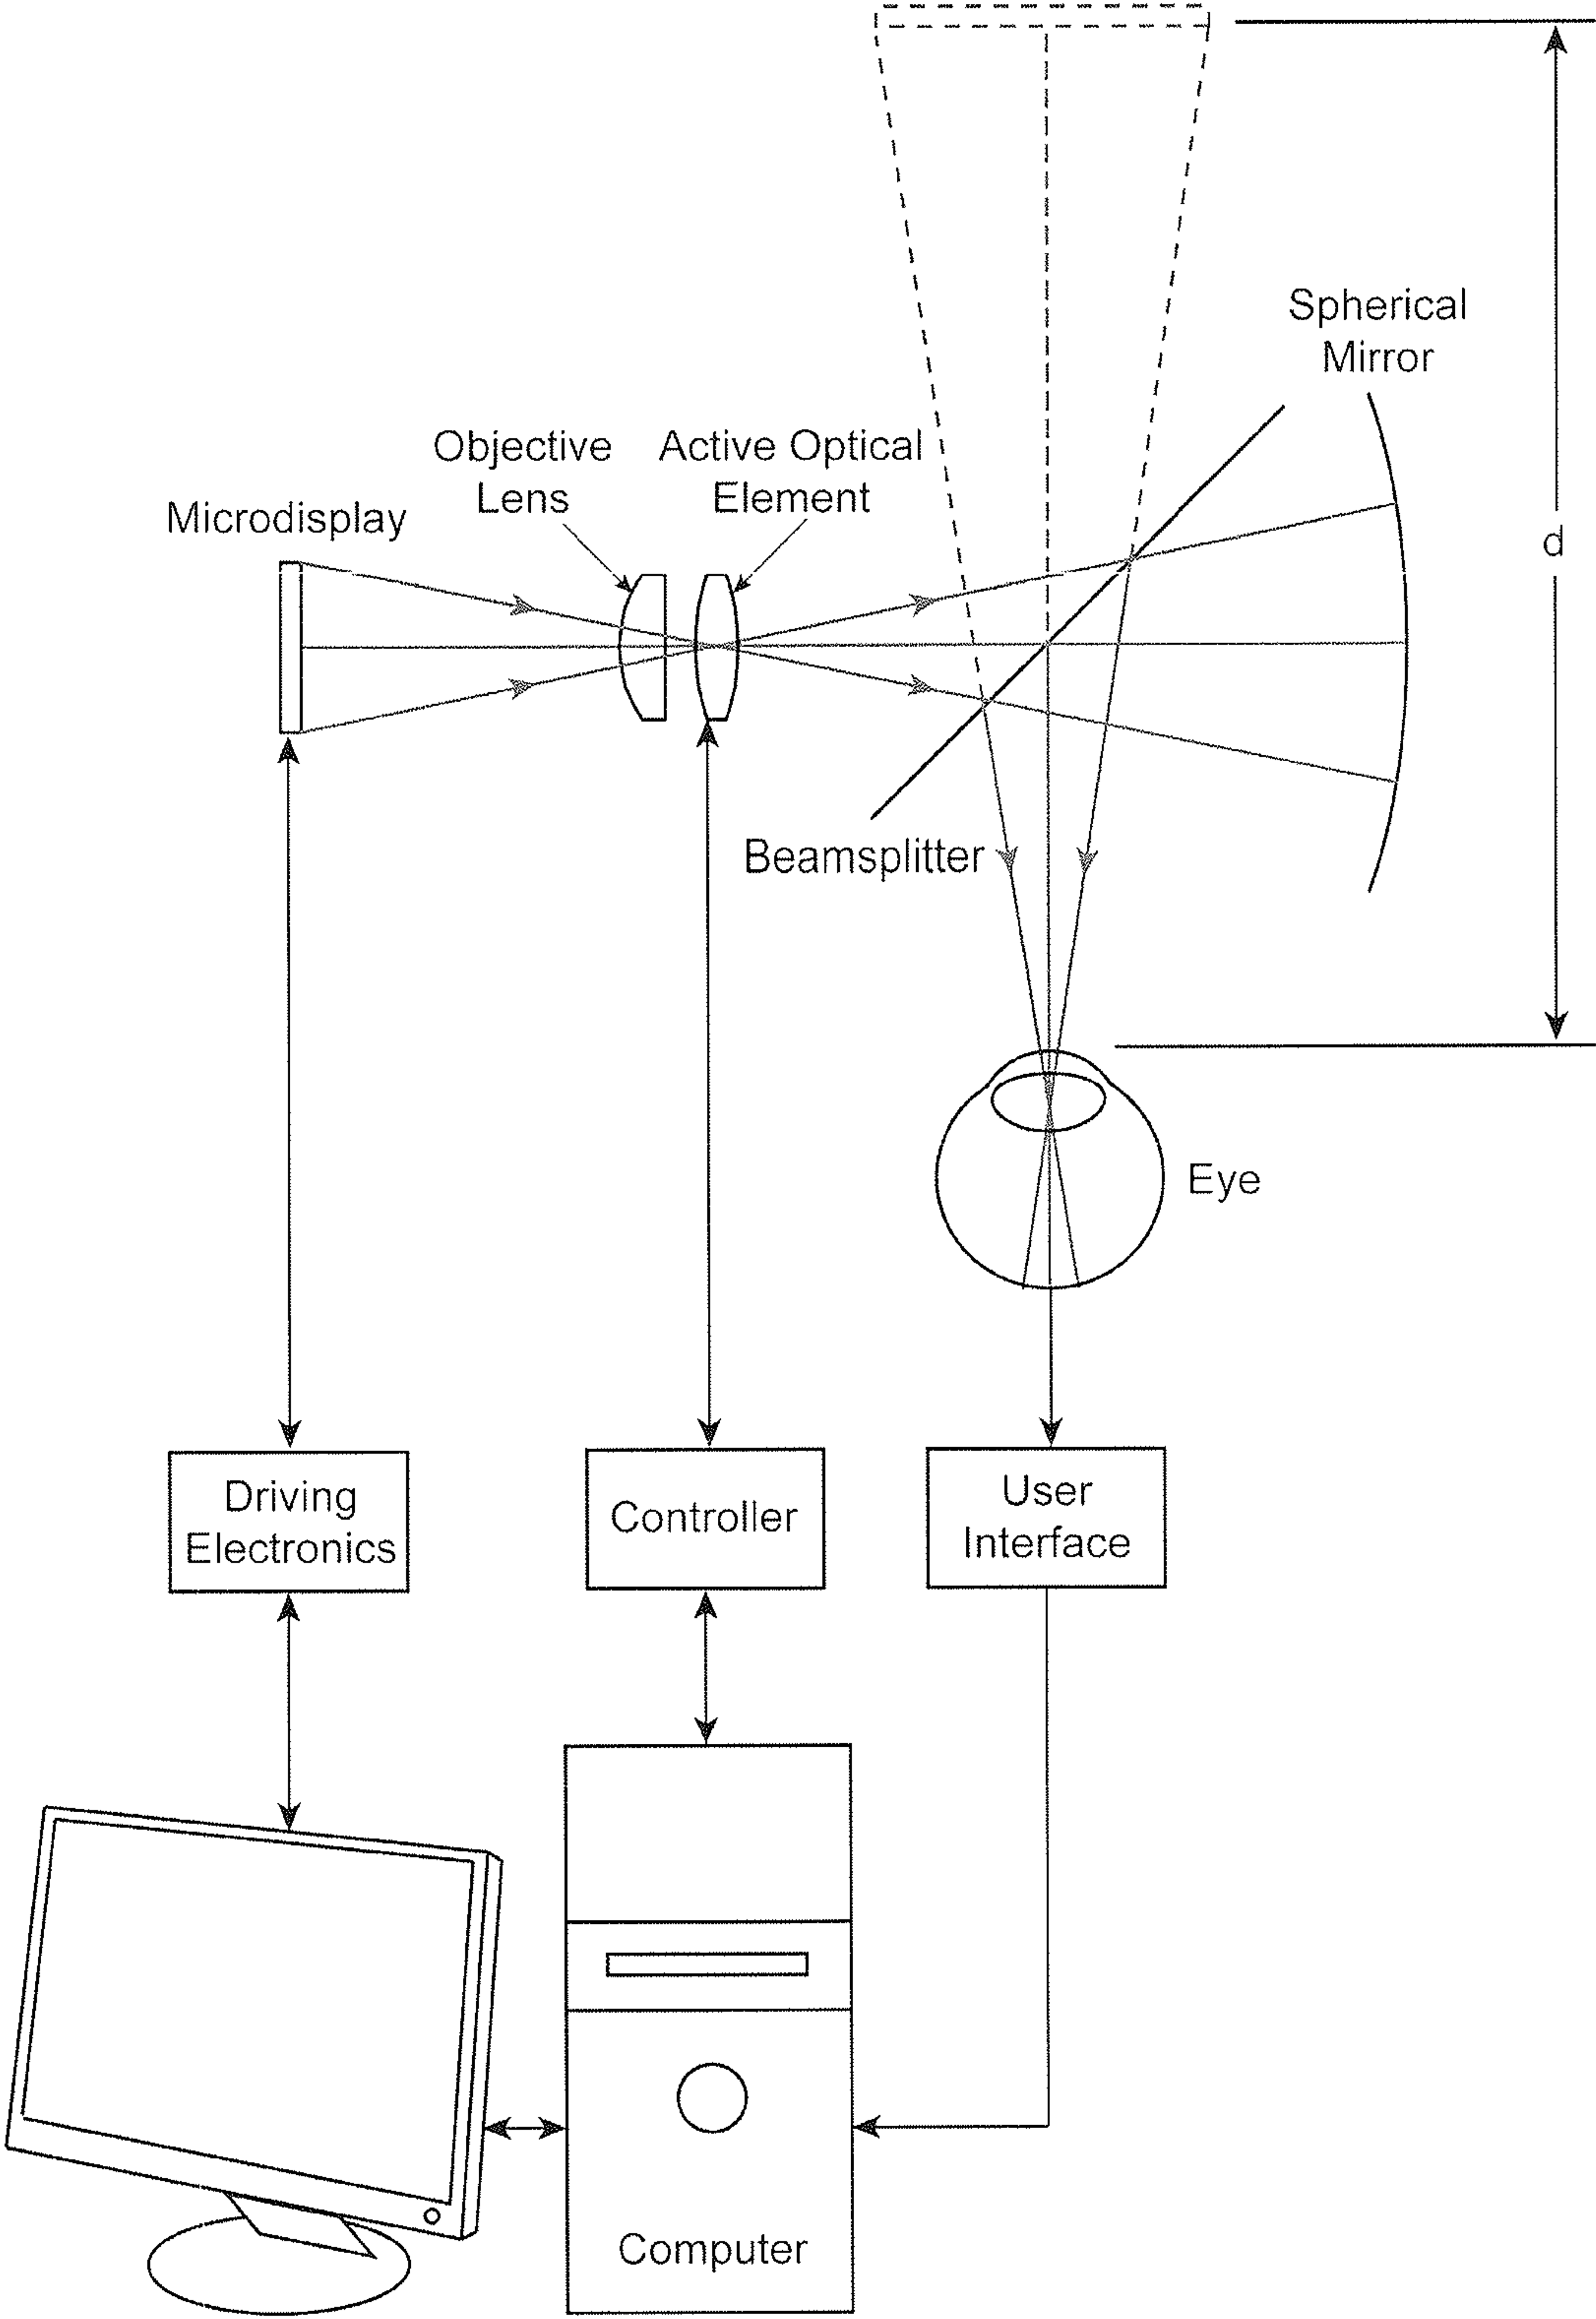 Spherical
Mirror
Objective
Lens
Active Optical
Element
Microdisplay
d
Beamsplitter
Eye
Driving
Electronics
Controller
User
Interface
Computer